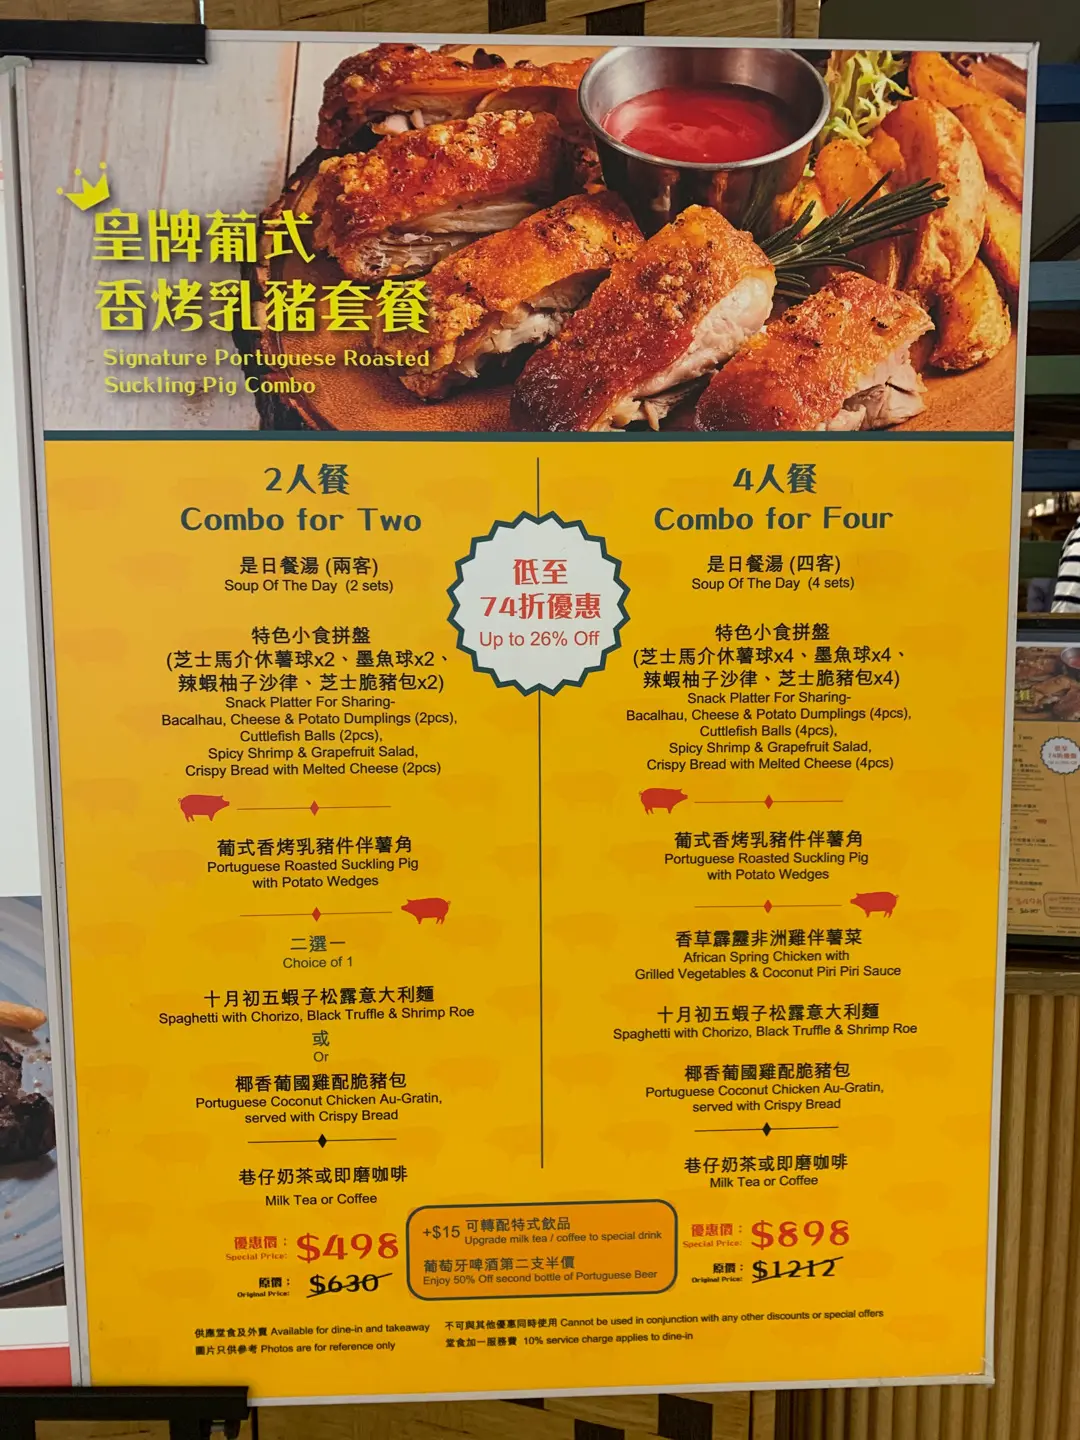 皇牌葡式
香烤乳豬套餐
Signature Portuguese Roasted
Suckling Pig Combo
2人餐
Combo for Two
是日餐湯 (兩客)
Soup Of The Day (2 sets)
特色小食拼盤
(芝士馬介休薯球x2、墨魚球x2、
辣蝦柚子沙律、芝士脆豬包x2)
Snack Platter For Sharing-
Bacalhau, Cheese & Potato Dumplings (2pcs),
Cuttlefish Balls (2pcs),
Spicy Shrimp & Grapefruit Salad,
Crispy Bread with Melted Cheese (2pcs)
葡式香烤乳豬件伴薯角
Portuguese Roasted Suckling Pig
with Potato Wedges
二選一
Choice of 1
十月初五蝦子松露意大利麵
Spaghetti with Chorizo, Black Truffle & Shrimp Roe
或
Or
椰香葡國雞配脆豬包
Portuguese Coconut Chicken Au-Gratin,
served with Crispy Bread
巷仔奶茶或即磨咖啡
Milk Tea or Coffee
優惠價：
Special Price:
$498
原價：
Original Price:
$630
低至
74折優惠
Up to 26% Off
4人餐
Combo for Four
是日餐湯 (四客)
Soup Of The Day (4 sets)
特色小食拼盤
(芝士馬介休薯球x4、墨魚球x4、
辣蝦柚子沙律、芝士脆豬包x4)
Snack Platter For Sharing-
Bacalhau, Cheese & Potato Dumplings (4pcs),
Cuttlefish Balls (4pcs),
Spicy Shrimp & Grapefruit Salad,
Crispy Bread with Melted Cheese (4pcs)
葡式香烤乳豬件伴薯角
Portuguese Roasted Suckling Pig
with Potato Wedges
香草霹靂非洲雞伴薯菜
African Spring Chicken with
Grilled Vegetables & Coconut Piri Piri Sauce
十月初五蝦子松露意大利麵
Spaghetti with Chorizo, Black Truffle & Shrimp Roe
椰香葡國雞配脆豬包
Portuguese Coconut Chicken Au-Gratin,
served with Crispy Bread
巷仔奶茶或即磨咖啡
Milk Tea or Coffee
優惠價：
Special Price:
$898
原價：
Original Price:
$1212
+$15 可轉配特式飲品
Upgrade milk tea / coffee to special drink
葡萄牙啤酒第二支半價
Enjoy 50% Off second bottle of Portuguese Beer
供應堂食及外賣 Available for dine-in and takeaway
圖片只供參考 Photos are for reference only
不可與其他優惠同時使用 Cannot be used in conjunction with any other discounts or special offers
堂食加一服務費 10% service charge applies to dine-in